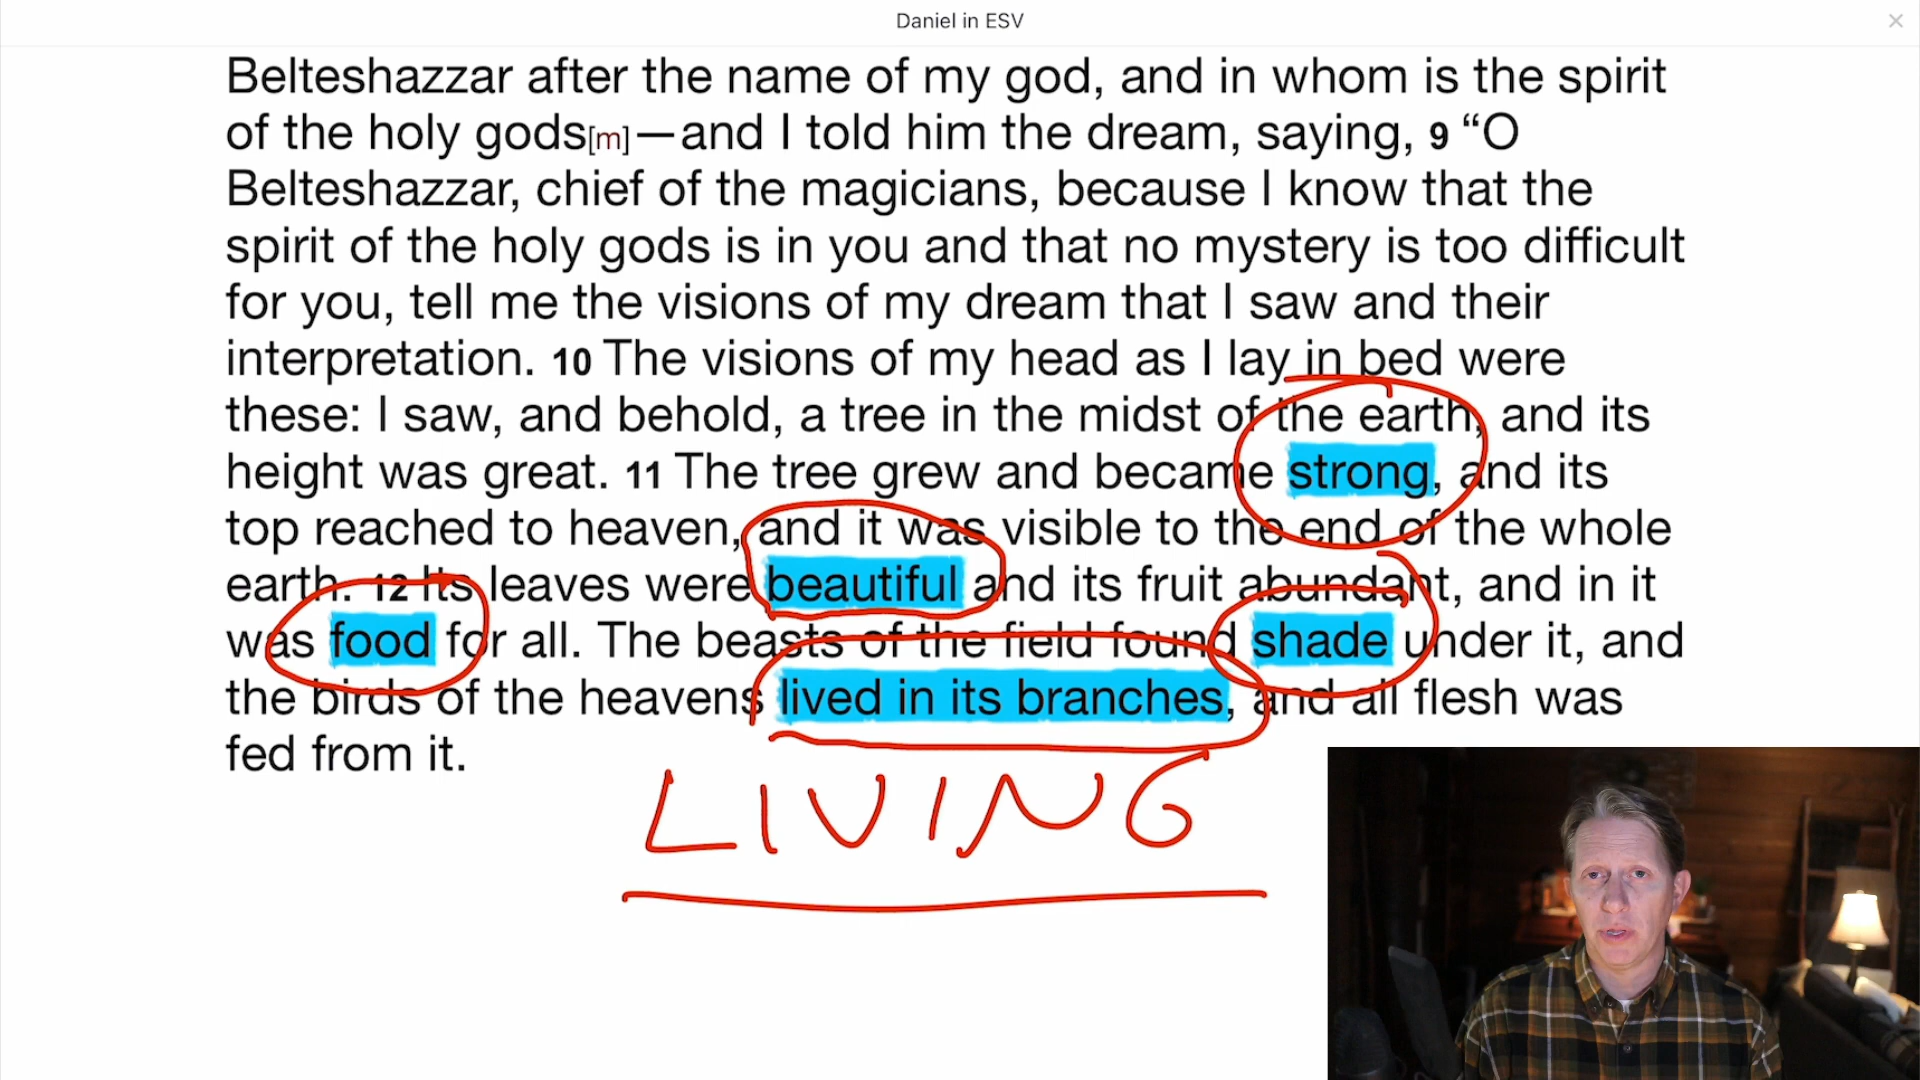 Daniel in ESV
Belteshazzar after the name of my god, and in whom is the spirit
of the holy gods[m]—and I told him the dream, saying, 9 “O
Belteshazzar, chief of the magicians, because I know that the
spirit of the holy gods is in you and that no mystery is too difficult
for you, tell me the visions of my dream that I saw and their
interpretation. 10 The visions of my head as I lay in bed were
these: I saw, and behold, a tree in the midst of the earth, and its
height was great. 11 The tree grew and became strong, and its
top reached to heaven, and it was visible to the end of the whole
earth. 12 Its leaves were beautiful and its fruit abundant, and in it
was food for all. The beasts of the field found shade under it, and
the birds of the heavens lived in its branches, and all flesh was
fed from it.
LIVING